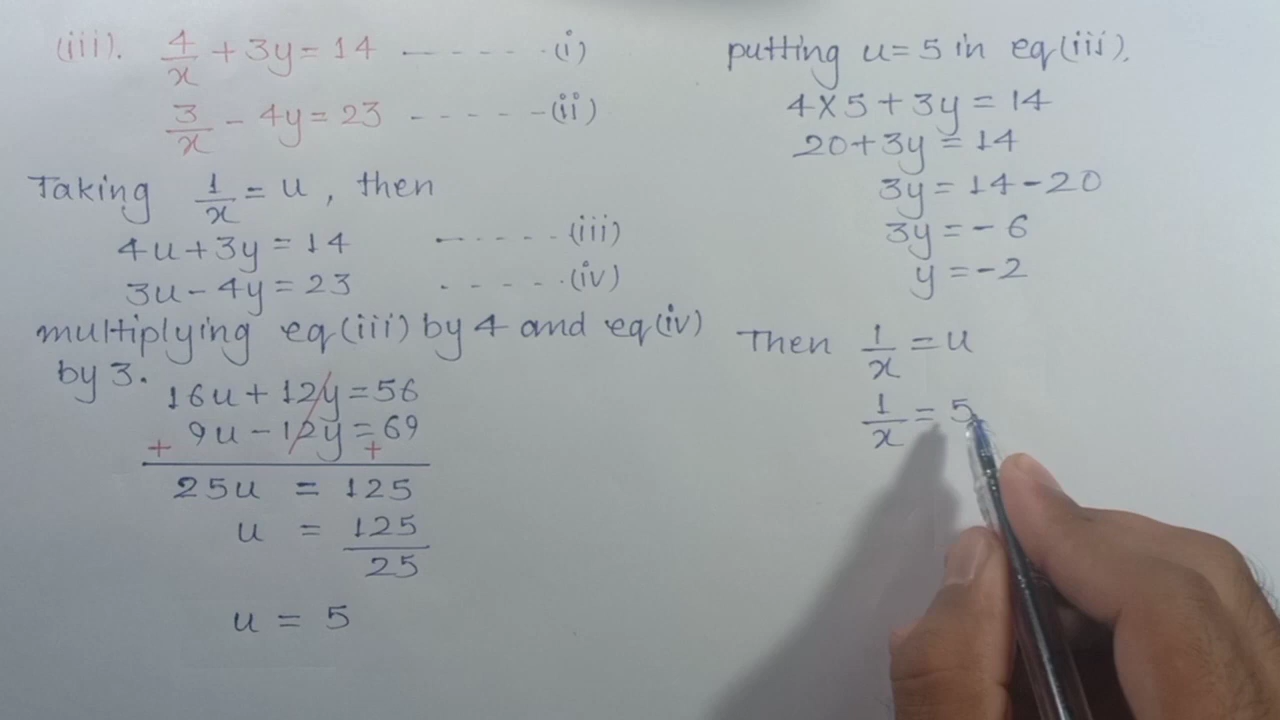 (iii). 4/x + 3y = 14 ------(i)
3/x - 4y = 23 ------(ii)
Taking 1/x = u, then
4u + 3y = 14 ------(iii)
3u - 4y = 23 ------(iv)
multiplying eq(iii) by 4 and eq(iv)
by 3.
16u + 12y = 56
9u - 12y = 69
+ +
25u = 125
u = 125/25
u = 5
putting u = 5 in eq(iii).
4 × 5 + 3y = 14
20 + 3y = 14
3y = 14 - 20
3y = - 6
y = -2
Then 1/x = u
1/x = 5